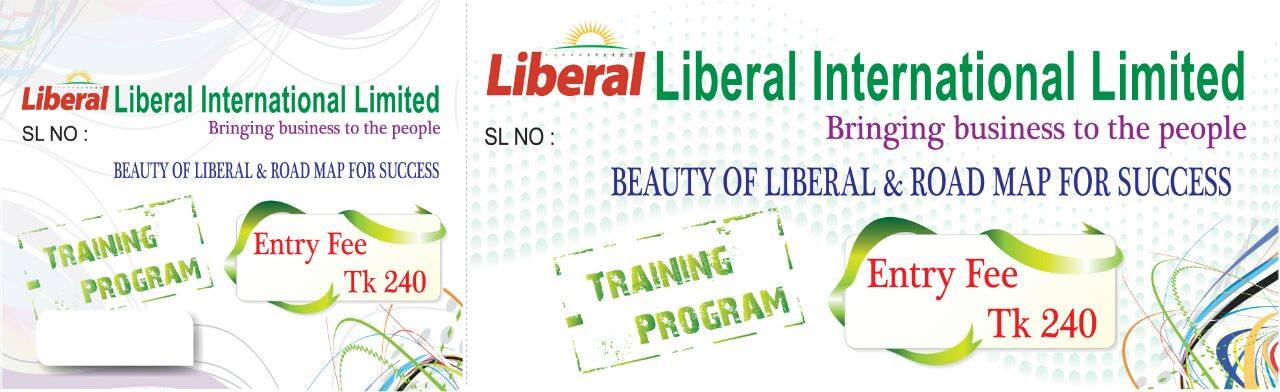 Liberal Liberal International Limited
Bringing business to the people
SL NO :
BEAUTY OF LIBERAL & ROAD MAP FOR SUCCESS
TRAINING
PROGRAM
Entry Fee
Tk 240
Liberal Liberal International Limited
Bringing business to the people
SL NO :
BEAUTY OF LIBERAL & ROAD MAP FOR SUCCESS
TRAINING
PROGRAM
Entry Fee
Tk 240